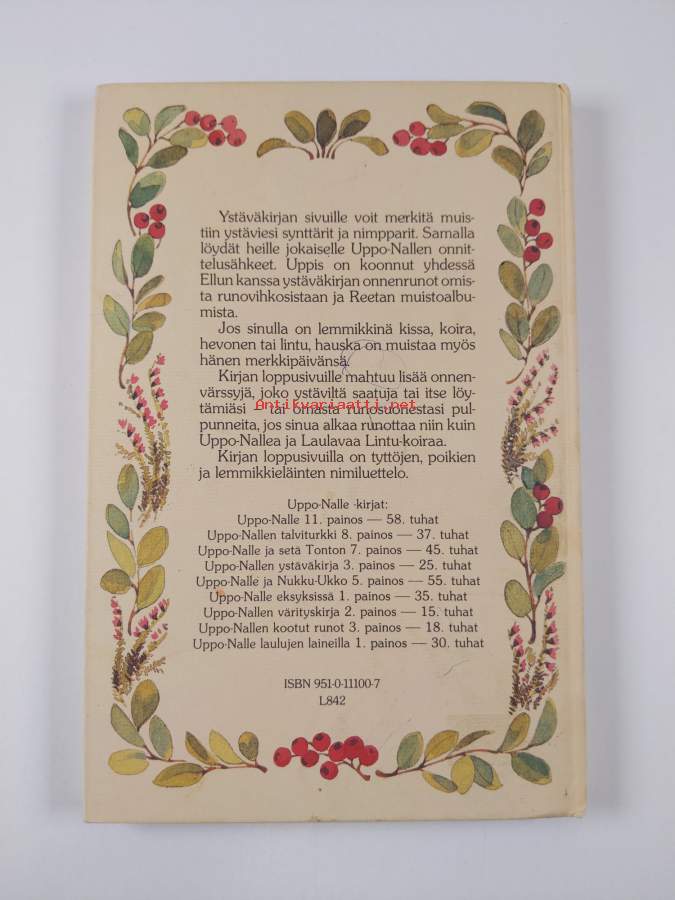 Ystäväkirjan sivuille voit merkitä muis-
tiin ystäviesi synttärit ja nimpparit. Samalla
löydät heille jokaiselle Uppo-Nallen onnit-
telusähkeet. Uppis on koonnut yhdessä
Ellun kanssa ystäväkirjan onnenrunot omis-
ta runovihkosistaan ja Reetan muistoalbu-
mista.
Jos sinulla on lemmikkinä kissa, koira,
hevonen tai lintu, hauska on muistaa myös
hänen merkkipäivänsä.
Kirjan loppusivuille mahtuu lisää onnen-
värssyjä, joko ystäviltä saatuja tai itse löy-
Antikvariaatti.net
tämiäsi – tai omasta runosuonestasi pul-
punneita, jos sinua alkaa runottaa niin kuin
Uppo-Nallea ja Laulavaa Lintu-koiraa.
Kirjan loppusivuilla on tyttöjen, poikien
ja lemmikkieläinten nimiluettelo.
Uppo-Nalle -kirjat:
Uppo-Nalle 11. painos — 58. tuhat
Uppo-Nallen talviturkki 8. painos — 37. tuhat
Uppo-Nalle ja setä Tonton 7. painos — 45. tuhat
Uppo-Nallen ystäväkirja 3. painos — 25. tuhat
Uppo-Nalle ja Nukku-Ukko 5. painos — 55. tuhat
Uppo-Nalle eksyksissä 1. painos — 35. tuhat
Uppo-Nallen värityskirja 2. painos — 15. tuhat
Uppo-Nallen kootut runot 3. painos — 18. tuhat
Uppo-Nalle laulujen laineilla 1. painos — 30. tuhat
ISBN 951-0-11100-7
L842